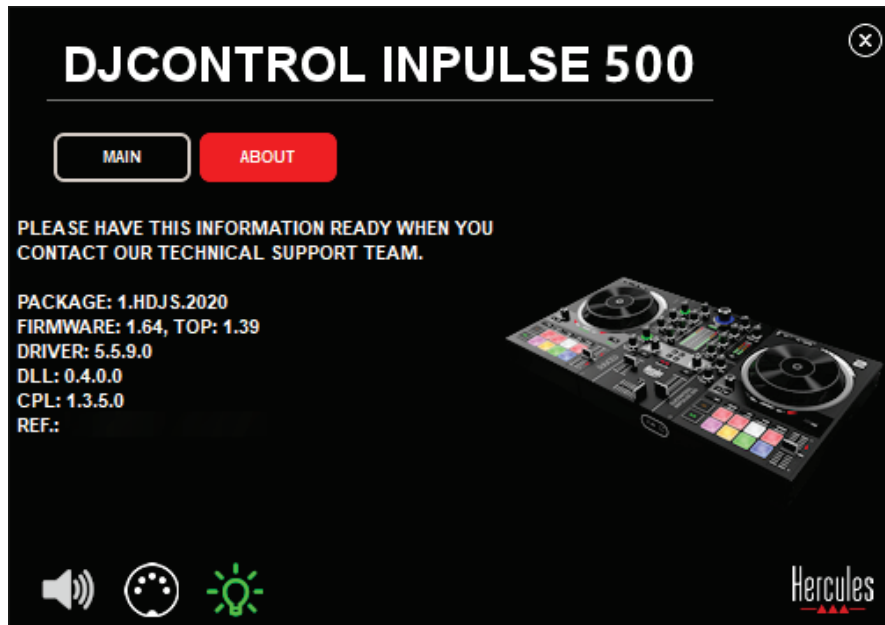 DJCONTROL INPULSE 500
MAIN
ABOUT
PLEASE HAVE THIS INFORMATION READY WHEN YOU
CONTACT OUR TECHNICAL SUPPORT TEAM.
PACKAGE: 1.HDJS.2020
FIRMWARE: 1.64, TOP: 1.39
DRIVER: 5.5.9.0
DLL: 0.4.0.0
CPL: 1.3.5.0
REF.:
Hercules